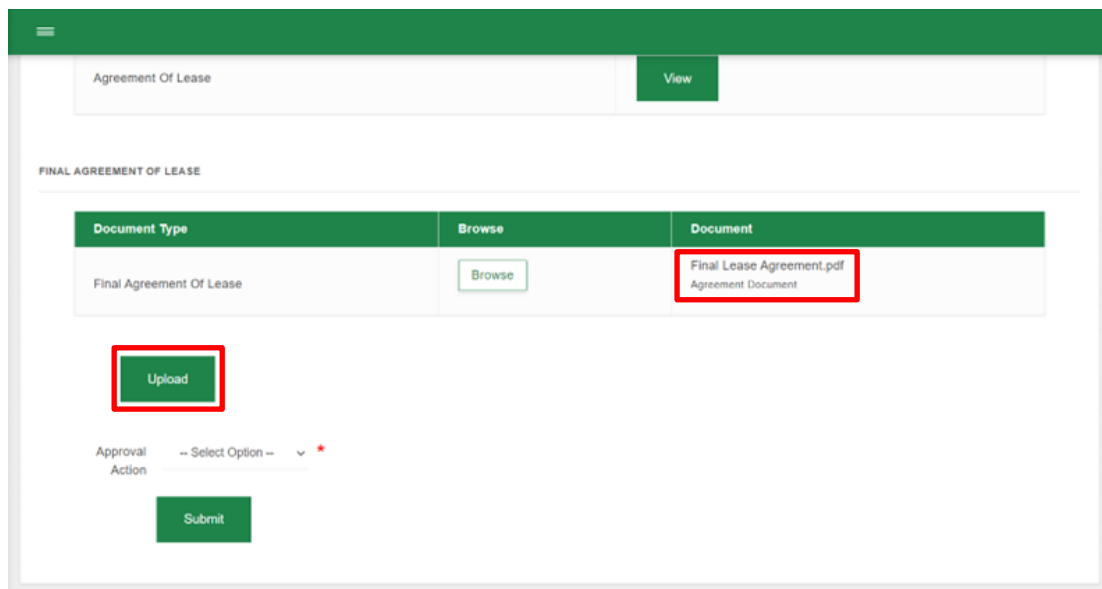 Agreement Of Lease
View
FINAL AGREEMENT OF LEASE
Document Type
Browse
Document
Final Agreement Of Lease
Browse
Final Lease Agreement.pdf
Agreement Document
Upload
Approval Action
-- Select Option -- *
Submit